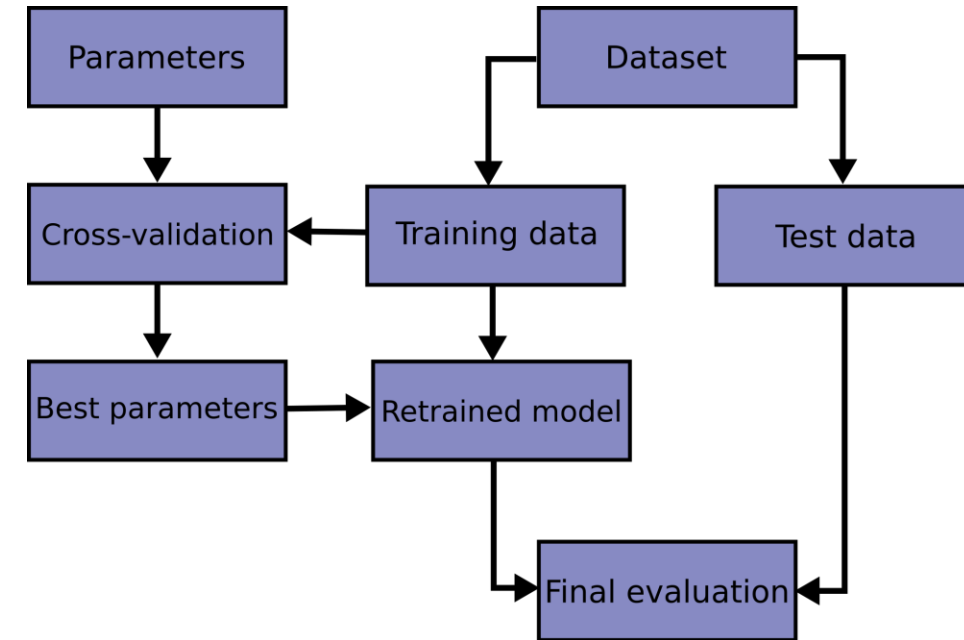 Parameters
Dataset
Cross-validation
Training data
Test data
Best parameters
Retrained model
Final evaluation